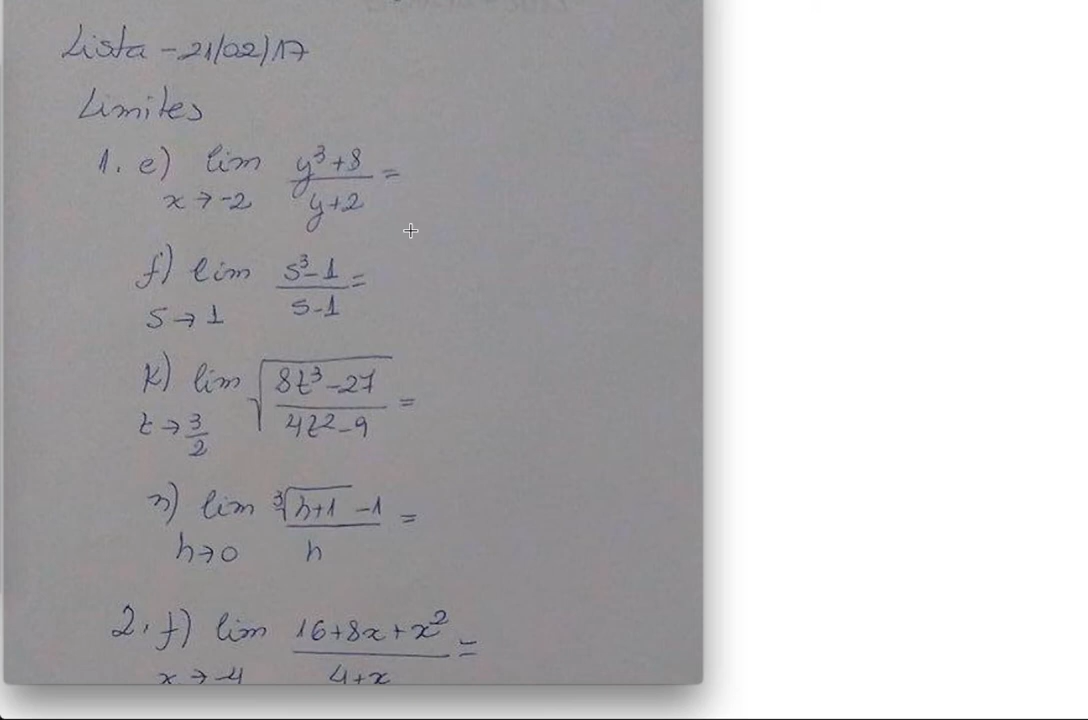 Lista - 21/02/17
Limites
1. e) lim y³+8 =
x→-2 y+2
f) lim s³-1 =
s→1 s-1
k) lim √8t³-27 =
t→3/2 4t²-9
n) lim ³√h+1 -1 =
h→0 h
2. f) lim 16+8x+x² =
x→-4 4+x